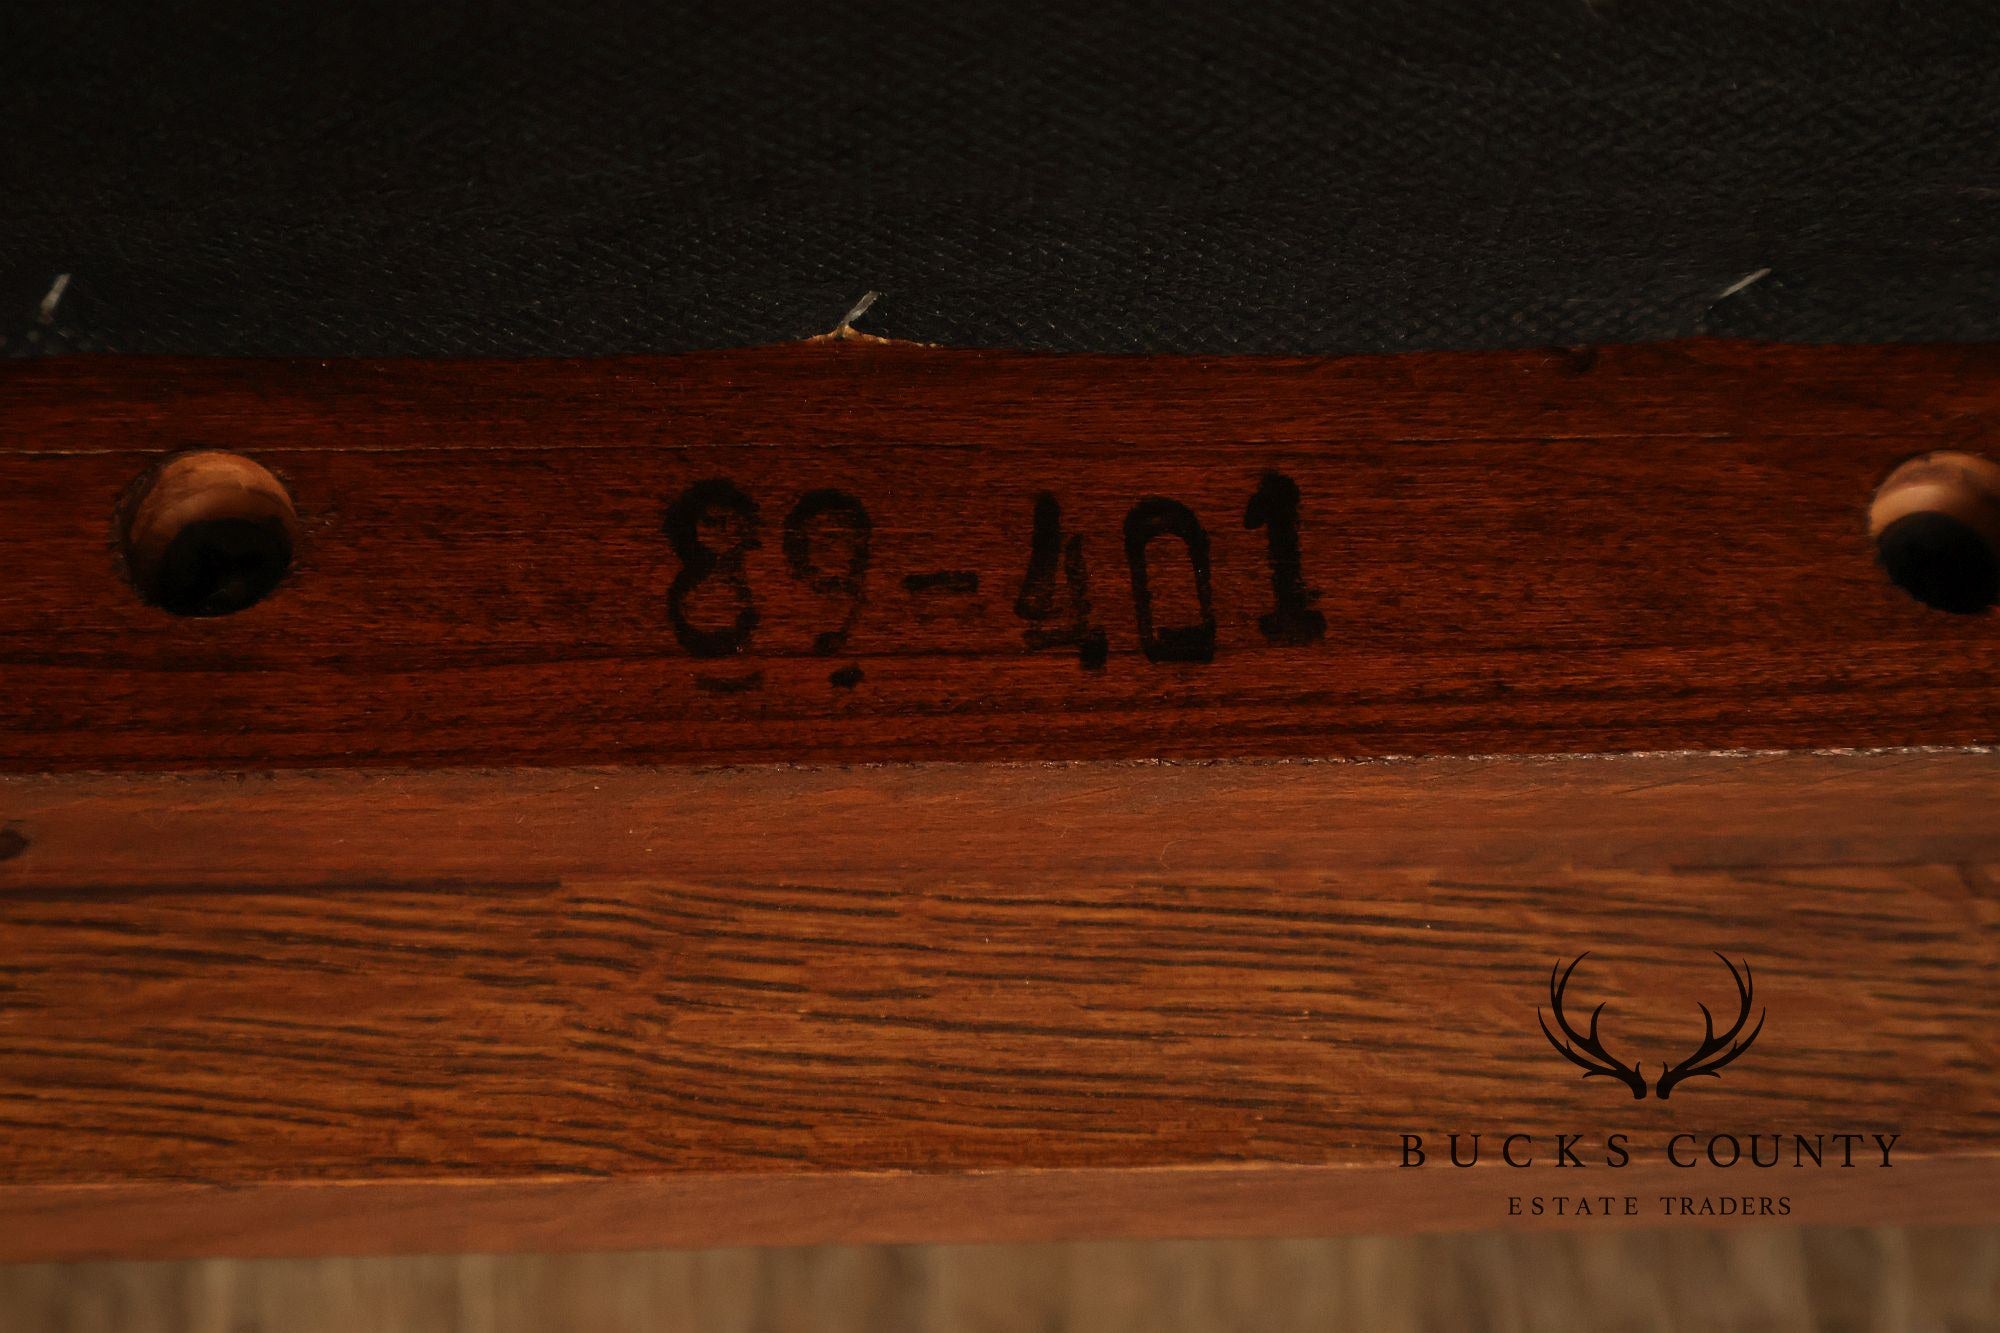 89-401
BUCKS COUNTY
ESTATE TRADERS